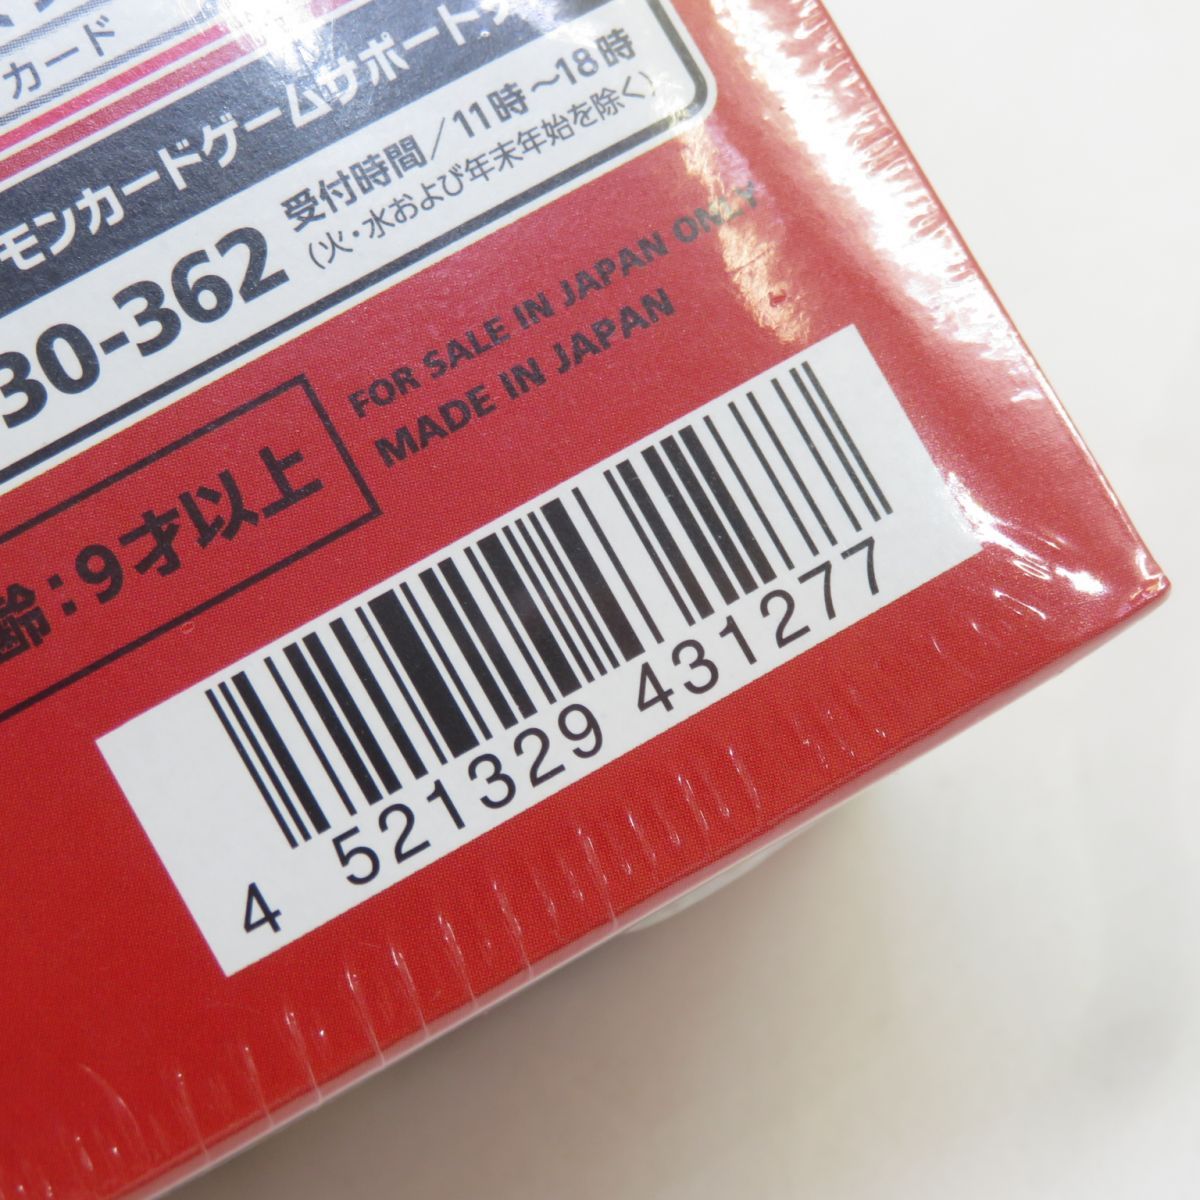 カード
モンカードゲームサポート
30-362
受付時間/11時~18時
(火・水および年末年始を除く)
FOR SALE IN JAPAN ONLY
MADE IN JAPAN
齢:9才以上
4 521329 431277